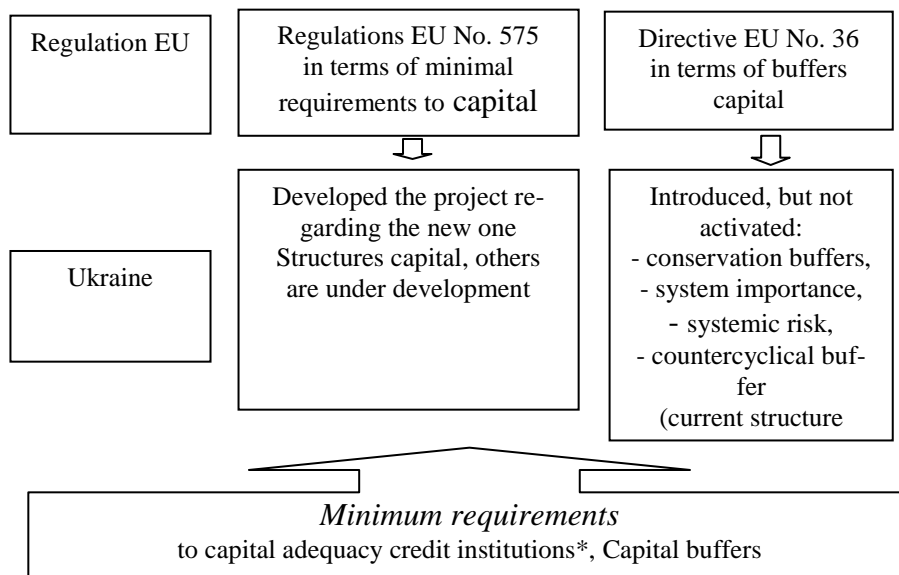 Regulation EU
Regulations EU No. 575
in terms of minimal
requirements to capital
Directive EU No. 36
in terms of buffers
capital
Ukraine
Developed the project re-
garding the new one
Structures capital, others
are under development
Introduced, but not
activated:
- conservation buffers,
- system importance,
- systemic risk,
- countercyclical buf-
fer
(current structure
Minimum requirements
to capital adequacy credit institutions*, Capital buffers